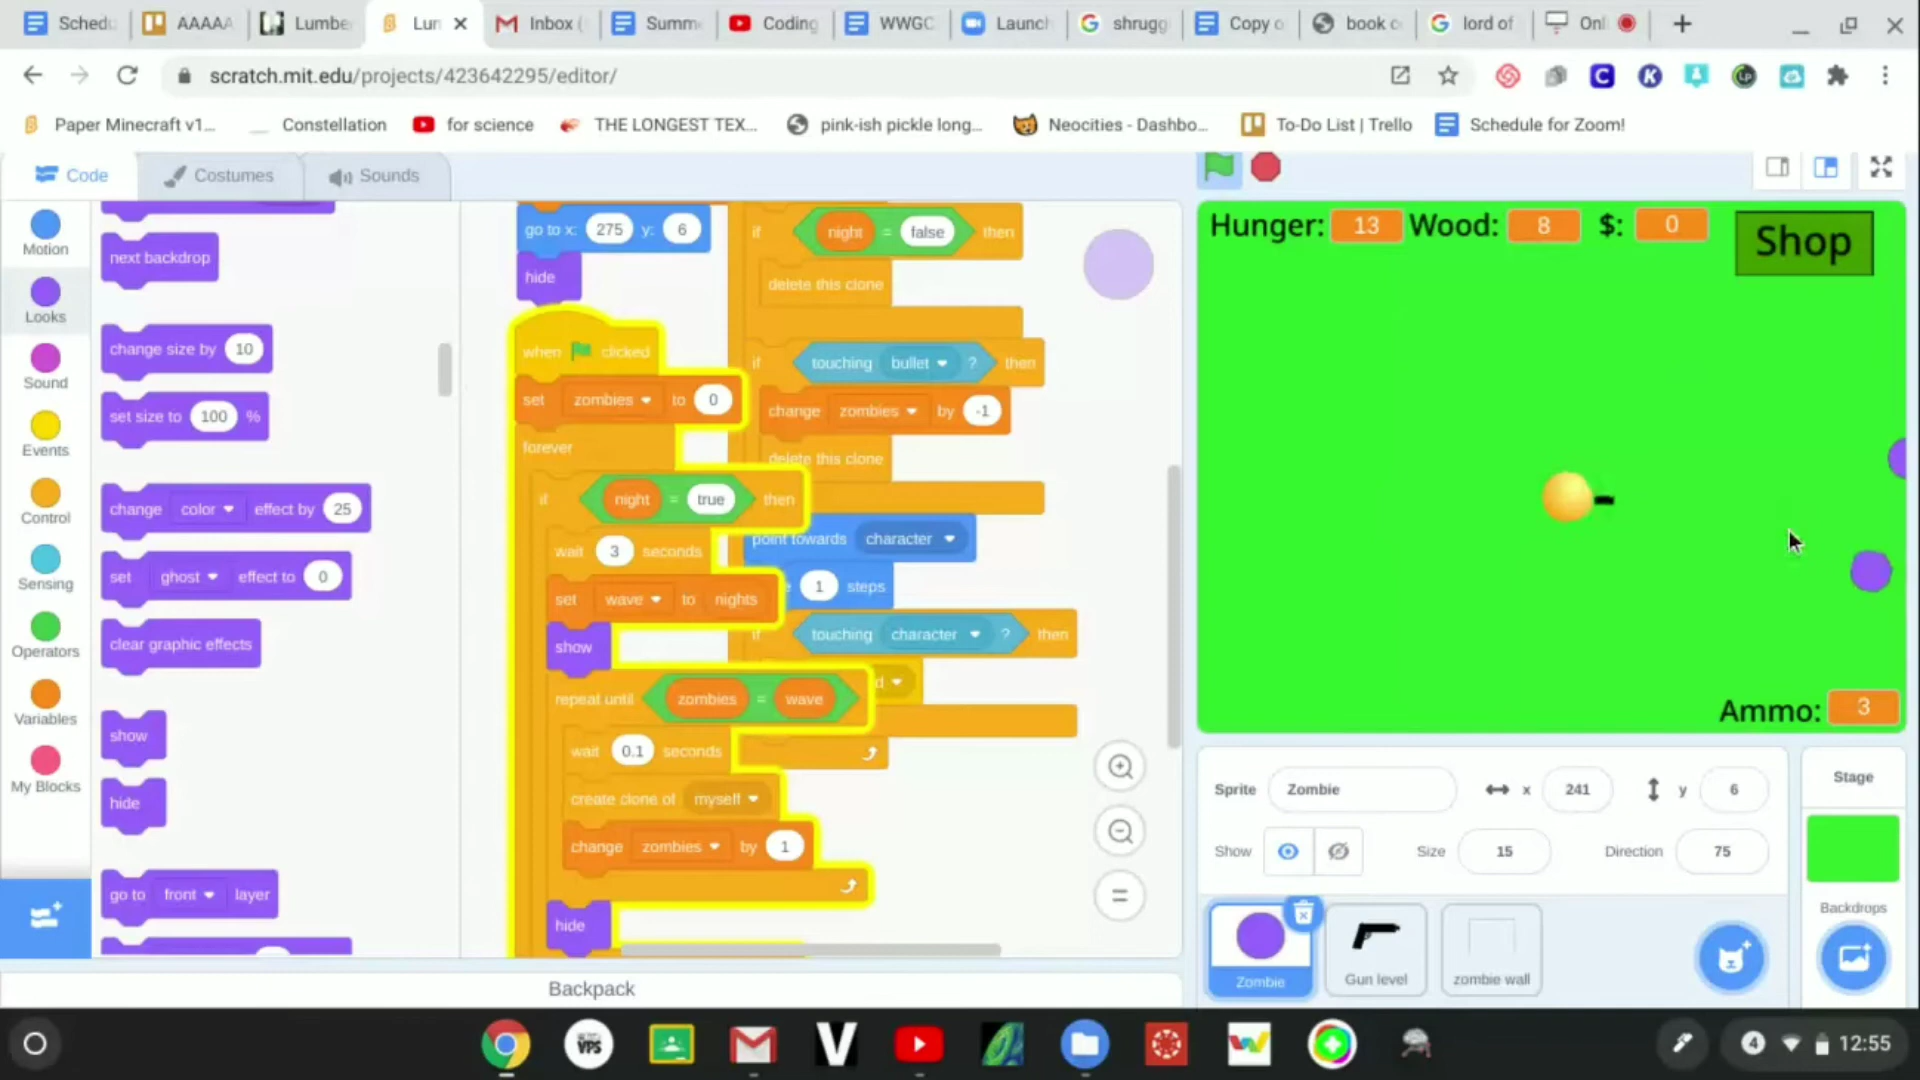 Schedu
AAAAA
Lumbe
Lun
Inbox (
Summ
Coding
WWGC
Launch
shrugg
Copy o
book c
lord of
Onl
scratch.mit.edu/projects/423642295/editor/
Paper Minecraft v1...
Constellation
for science
THE LONGEST TEX...
pink-ish pickle long...
Neocities - Dashbo...
To-Do List | Trello
Schedule for Zoom!
Code
Costumes
Sounds
Motion
Looks
Sound
Events
Control
Sensing
Operators
Variables
My Blocks
next backdrop
change size by 10
set size to 100 %
change color effect by 25
set ghost effect to 0
clear graphic effects
show
hide
go to front layer
go to x: 275 y: 6
hide
when clicked
set zombies to 0
forever
if night = true then
wait 3 seconds
set wave to nights
show
repeat until zombies = wave
wait 0.1 seconds
create clone of myself
change zombies by 1
hide
if night = false then
delete this clone
if touching bullet ? then
change zombies by -1
delete this clone
point towards character
1 steps
if touching character ? then
d
Backpack
Hunger: 13 Wood: 8 $: 0
Shop
Ammo: 3
Sprite Zombie x 241 y 6
Show Size 15 Direction 75
Zombie
Gun level
zombie wall
Stage
Backdrops
VPS
V
4 12:55